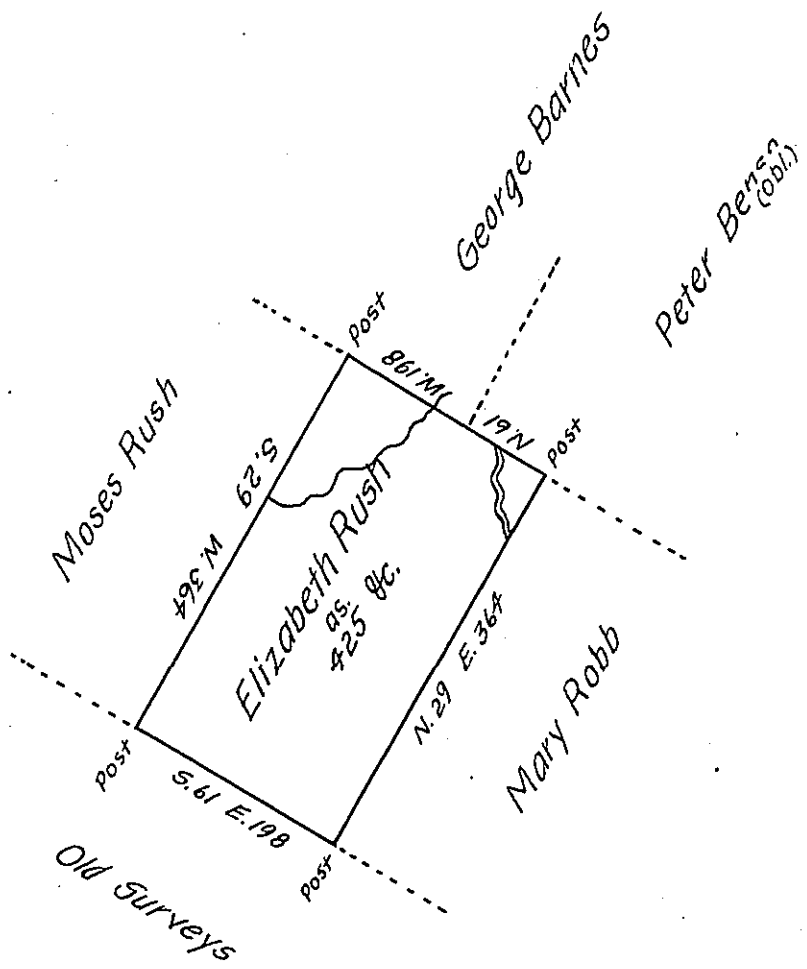 George Barnes
Peter Benson
(obl.)
Post
N.61 W.198
Post
Moses Rush
S.29 W.364
Elizabeth Rush
as.
425 &c.
N.29 E.364
Mary Robb
Post
S.61 E.198
Post
Old Surveys